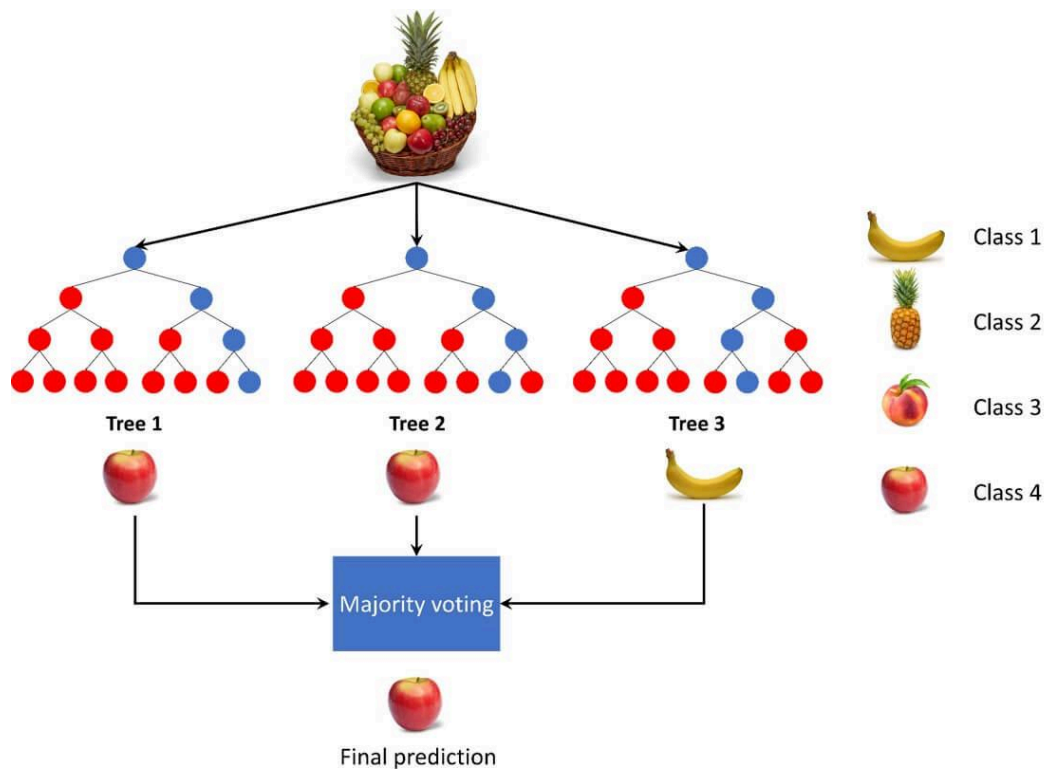 Class 1
Class 2
Class 3
Class 4
Tree 1
Tree 2
Tree 3
Majority voting
Final prediction